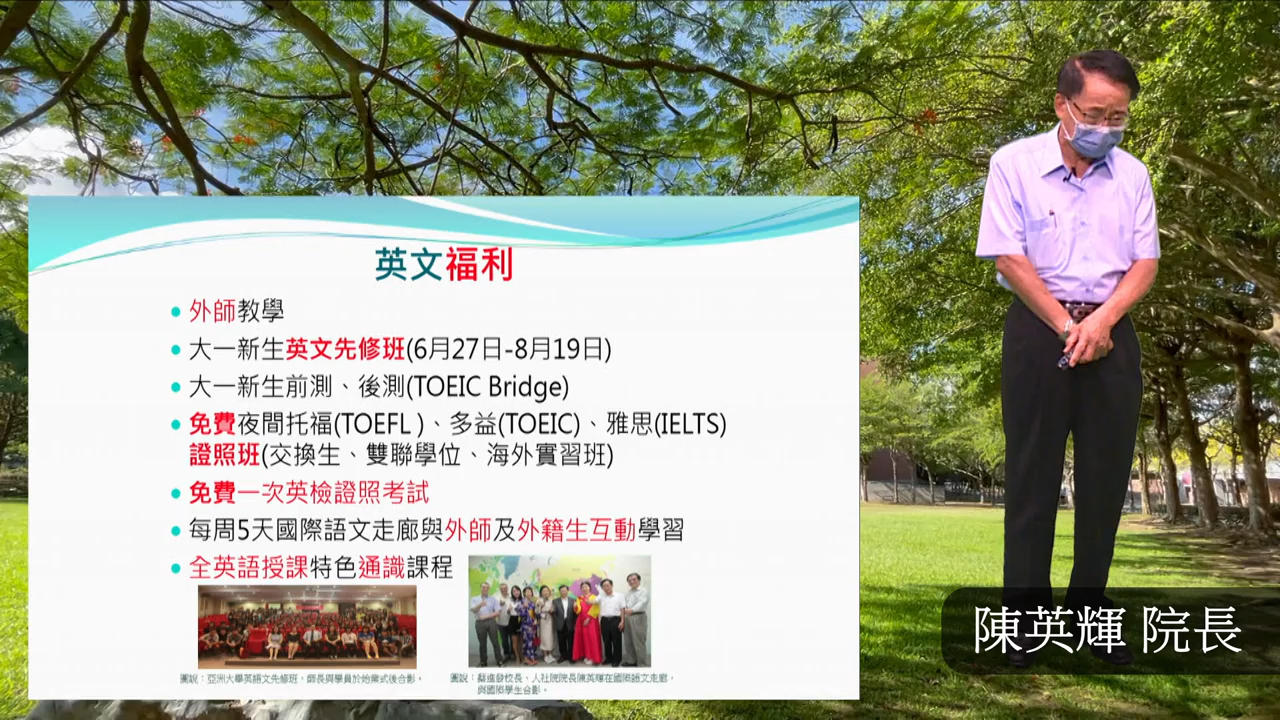 英文福利
外師教學
大一新生英文先修班(6月27日-8月19日)
大一新生前測、後測(TOEIC Bridge)
免費夜間托福(TOEFL )、多益(TOEIC)、雅思(IELTS)
證照班(交換生、雙聯學位、海外實習班)
免費一次英檢證照考試
每周5天國際語文走廊與外師及外籍生互動學習
全英語授課特色通識課程
圖說：亞洲大學英語文先修班，師長與學員於始業式後合影。
圖說：蔡進發校長、人社院院長陳英輝在國際語文走廊，
與國際學生合影。
陳英輝 院長